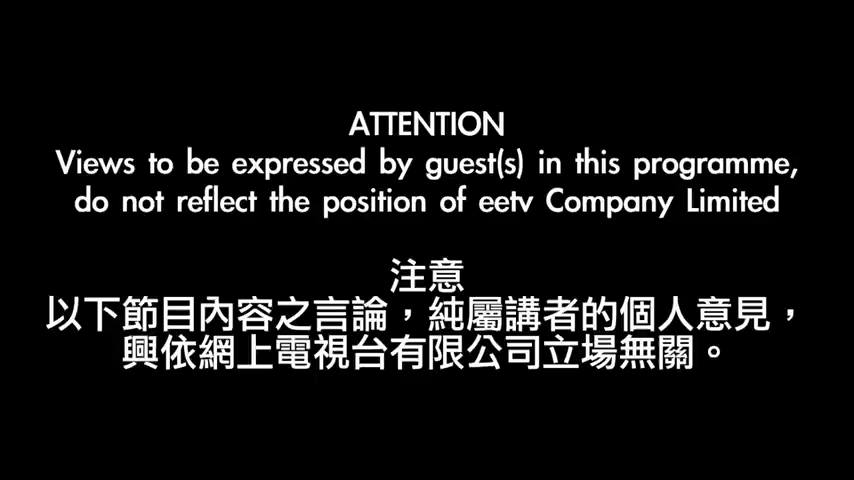 ATTENTION
Views to be expressed by guest(s) in this programme,
do not reflect the position of eetv Company Limited
注意
以下節目內容之言論，純屬講者的個人意見，
興依網上電視台有限公司立場無關。